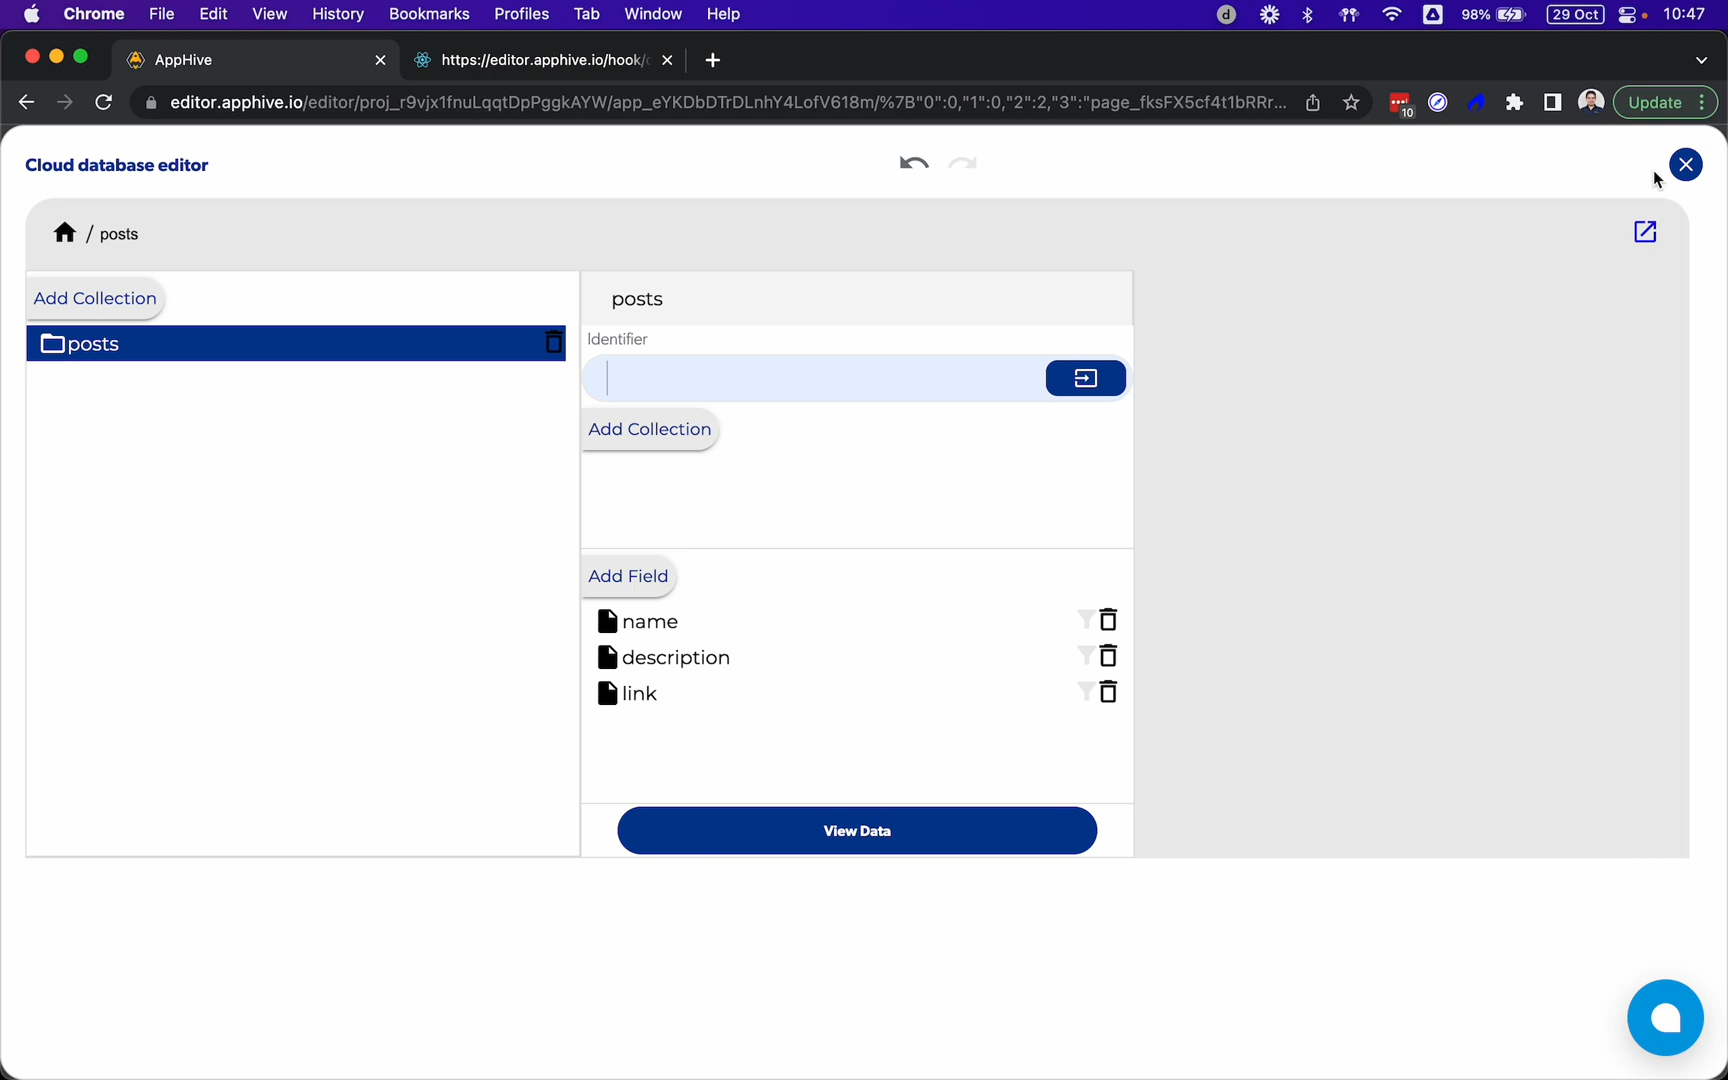 Chrome File Edit View History Bookmarks Profiles Tab Window Help d 98% 29 Oct 10:47
AppHive https://editor.apphive.io/hook/
editor.apphive.io/editor/proj_r9vjx1fnuLqqtDpPggkAYW/app_eYKDbDTrDLnhY4LofV618m/%7B"0":0,"1":0,"2":2,"3":"page_fksFX5cf4t1bRRr... 10 Update
Cloud database editor
/ posts
Add Collection
posts
posts
Identifier
Add Collection
Add Field
name
description
link
View Data